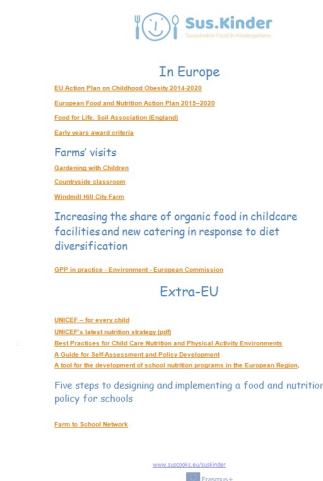 Sus.Kinder
Sustainable Food in Kindergartens
In Europe
EU Action Plan on Childhood Obesity 2014-2020
European Food and Nutrition Action Plan 2015–2020
Food for Life, Soil Association (England)
Early years award criteria
Farms' visits
Gardening with Children
Countryside classroom
Windmill Hill City Farm
Increasing the share of organic food in childcare
facilities and new catering in response to diet
diversification
GPP in practice - Environment - European Commission
Extra-EU
UNICEF – for every child
UNICEF's latest nutrition strategy (pdf)
Best Practices for Child Care Nutrition and Physical Activity Environments
A Guide for Self-Assessment and Policy Development
A tool for the development of school nutrition programs in the European Region.
Five steps to designing and implementing a food and nutrition
policy for schools
Farm to School Network
www.suscooks.eu/suskinder
Erasmus+